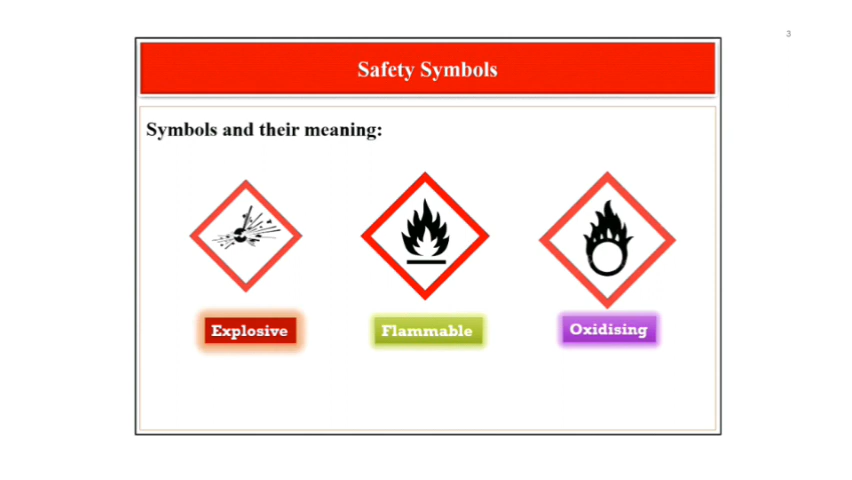 3
Safety Symbols
Symbols and their meaning:
Explosive
Flammable
Oxidising